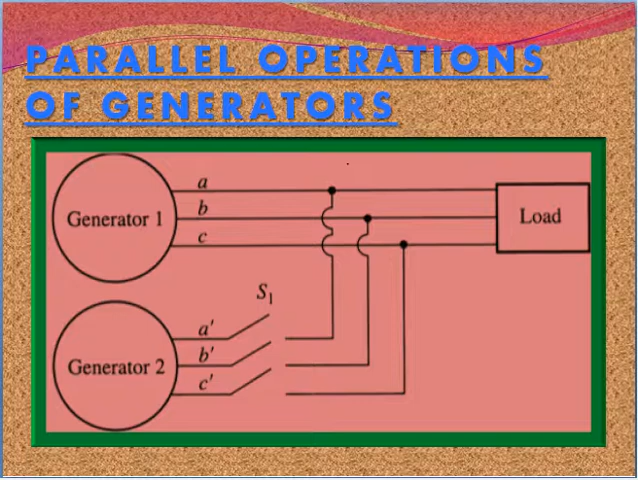 PARALLEL OPERATIONS
OF GENERATORS
a
Generator 1
b
Load
c
S1
a'
b'
Generator 2
c'